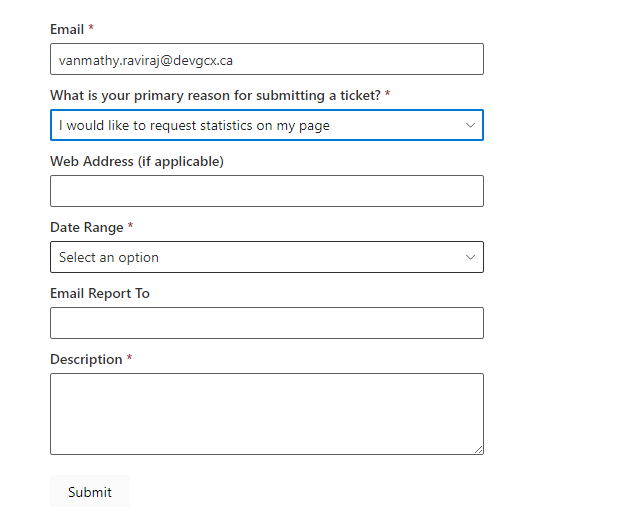 Email *
vanmathy.raviraj@devgcx.ca
What is your primary reason for submitting a ticket? *
I would like to request statistics on my page
Web Address (if applicable)
Date Range *
Select an option
Email Report To
Description *
Submit